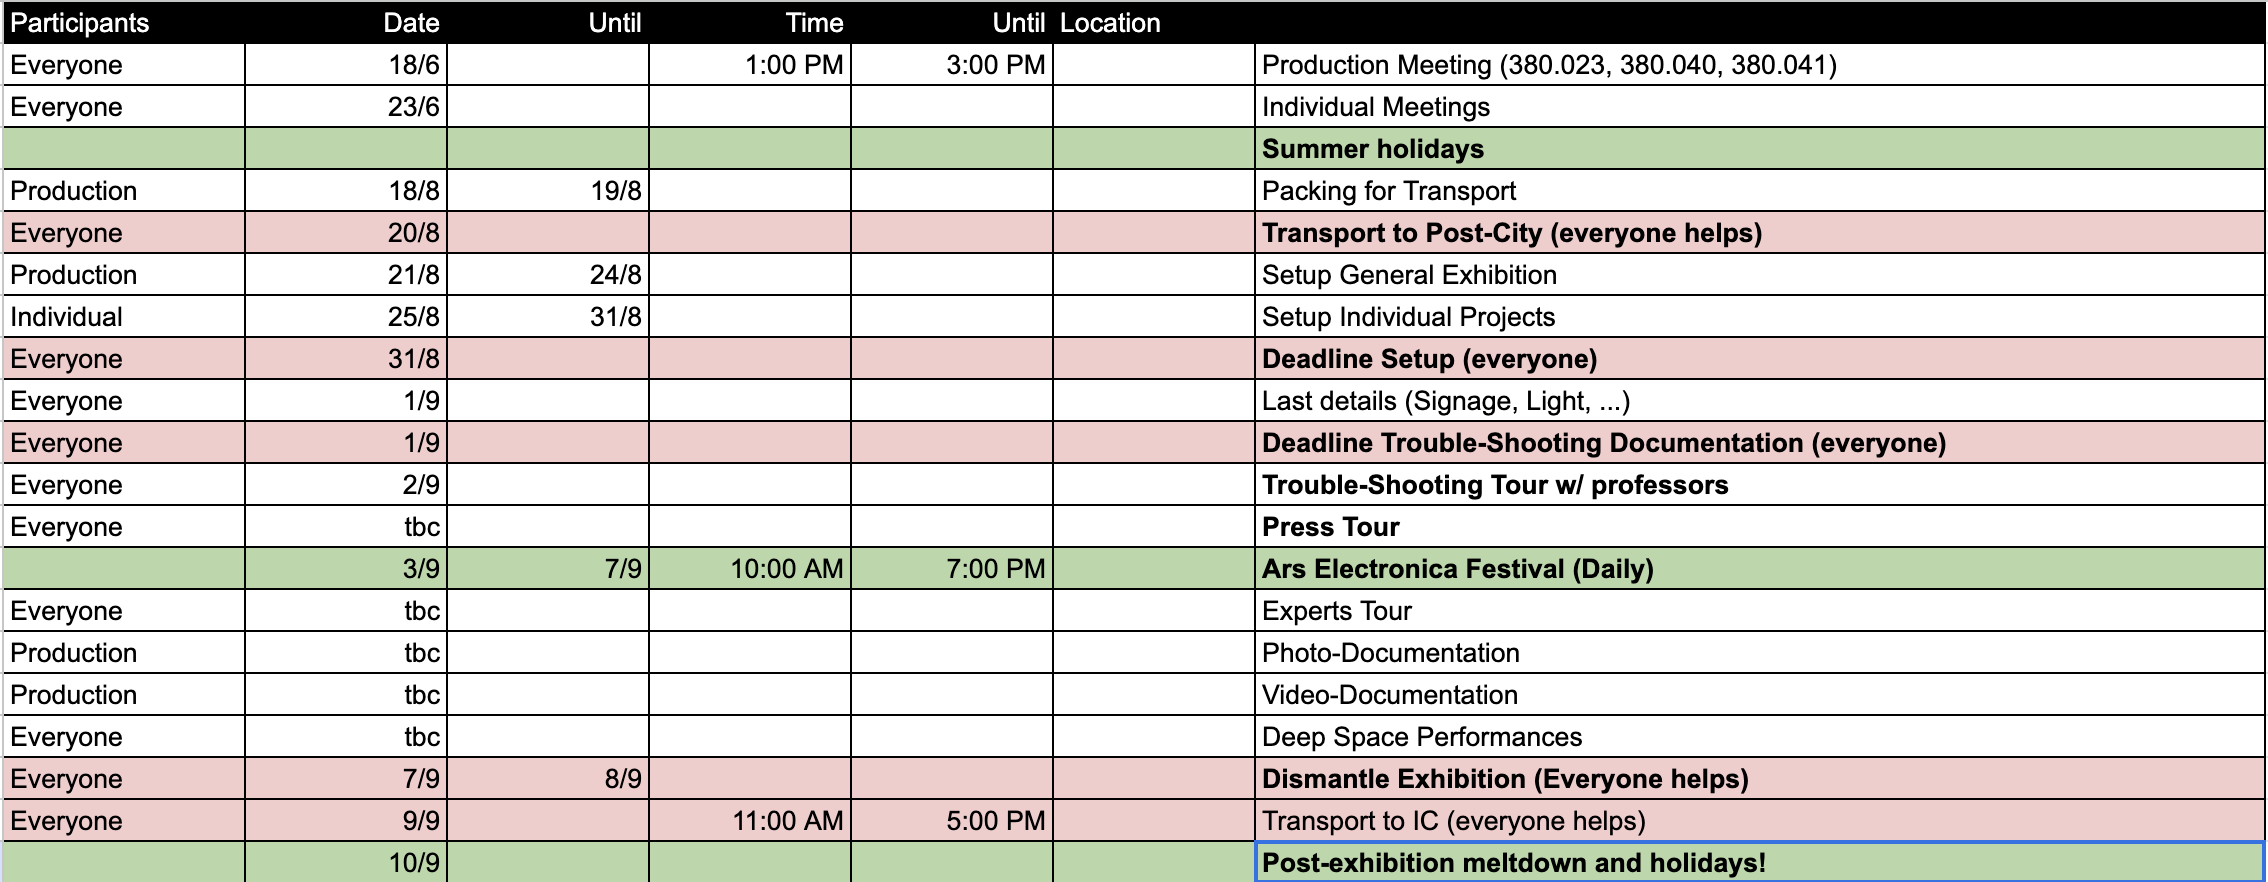 Participants Date Until Time Until Location
Everyone 18/6 1:00 PM 3:00 PM Production Meeting (380.023, 380.040, 380.041)
Everyone 23/6 Individual Meetings
Summer holidays
Production 18/8 19/8 Packing for Transport
Everyone 20/8 Transport to Post-City (everyone helps)
Production 21/8 24/8 Setup General Exhibition
Individual 25/8 31/8 Setup Individual Projects
Everyone 31/8 Deadline Setup (everyone)
Everyone 1/9 Last details (Signage, Light, ...)
Everyone 1/9 Deadline Trouble-Shooting Documentation (everyone)
Everyone 2/9 Trouble-Shooting Tour w/ professors
Everyone tbc Press Tour
3/9 7/9 10:00 AM 7:00 PM Ars Electronica Festival (Daily)
Everyone tbc Experts Tour
Production tbc Photo-Documentation
Production tbc Video-Documentation
Everyone tbc Deep Space Performances
Everyone 7/9 8/9 Dismantle Exhibition (Everyone helps)
Everyone 9/9 11:00 AM 5:00 PM Transport to IC (everyone helps)
10/9 Post-exhibition meltdown and holidays!